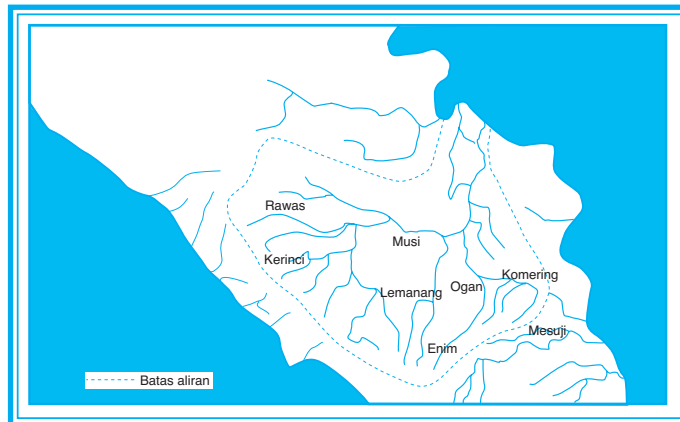 Rawas
Musi
Kerinci
Komering
Ogan
Lemanang
Mesuji
Enim
Batas aliran